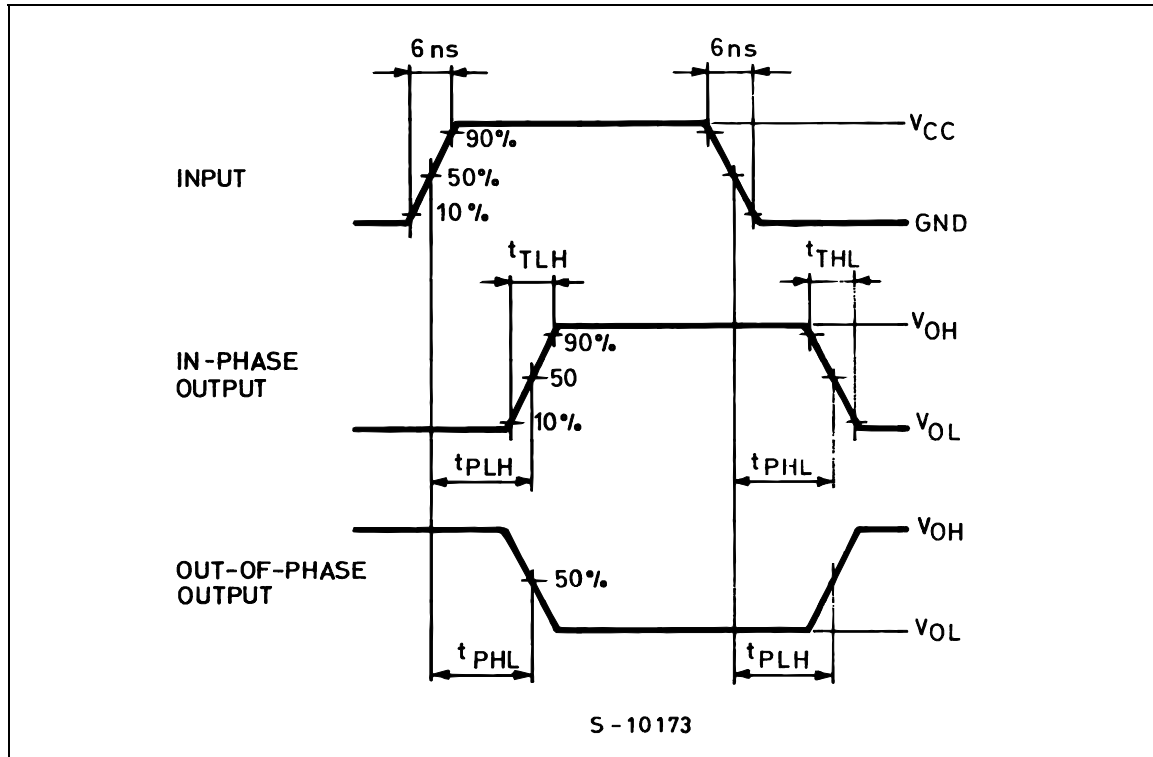 6 ns
6 ns
VCC
90%
INPUT
50%
10%
GND
tTLH
tTHL
VOH
90%
IN-PHASE
OUTPUT
50
10%
VOL
tPLH
tPHL
VOH
OUT-OF-PHASE
OUTPUT
50%
VOL
tPHL
tPLH
S-10173